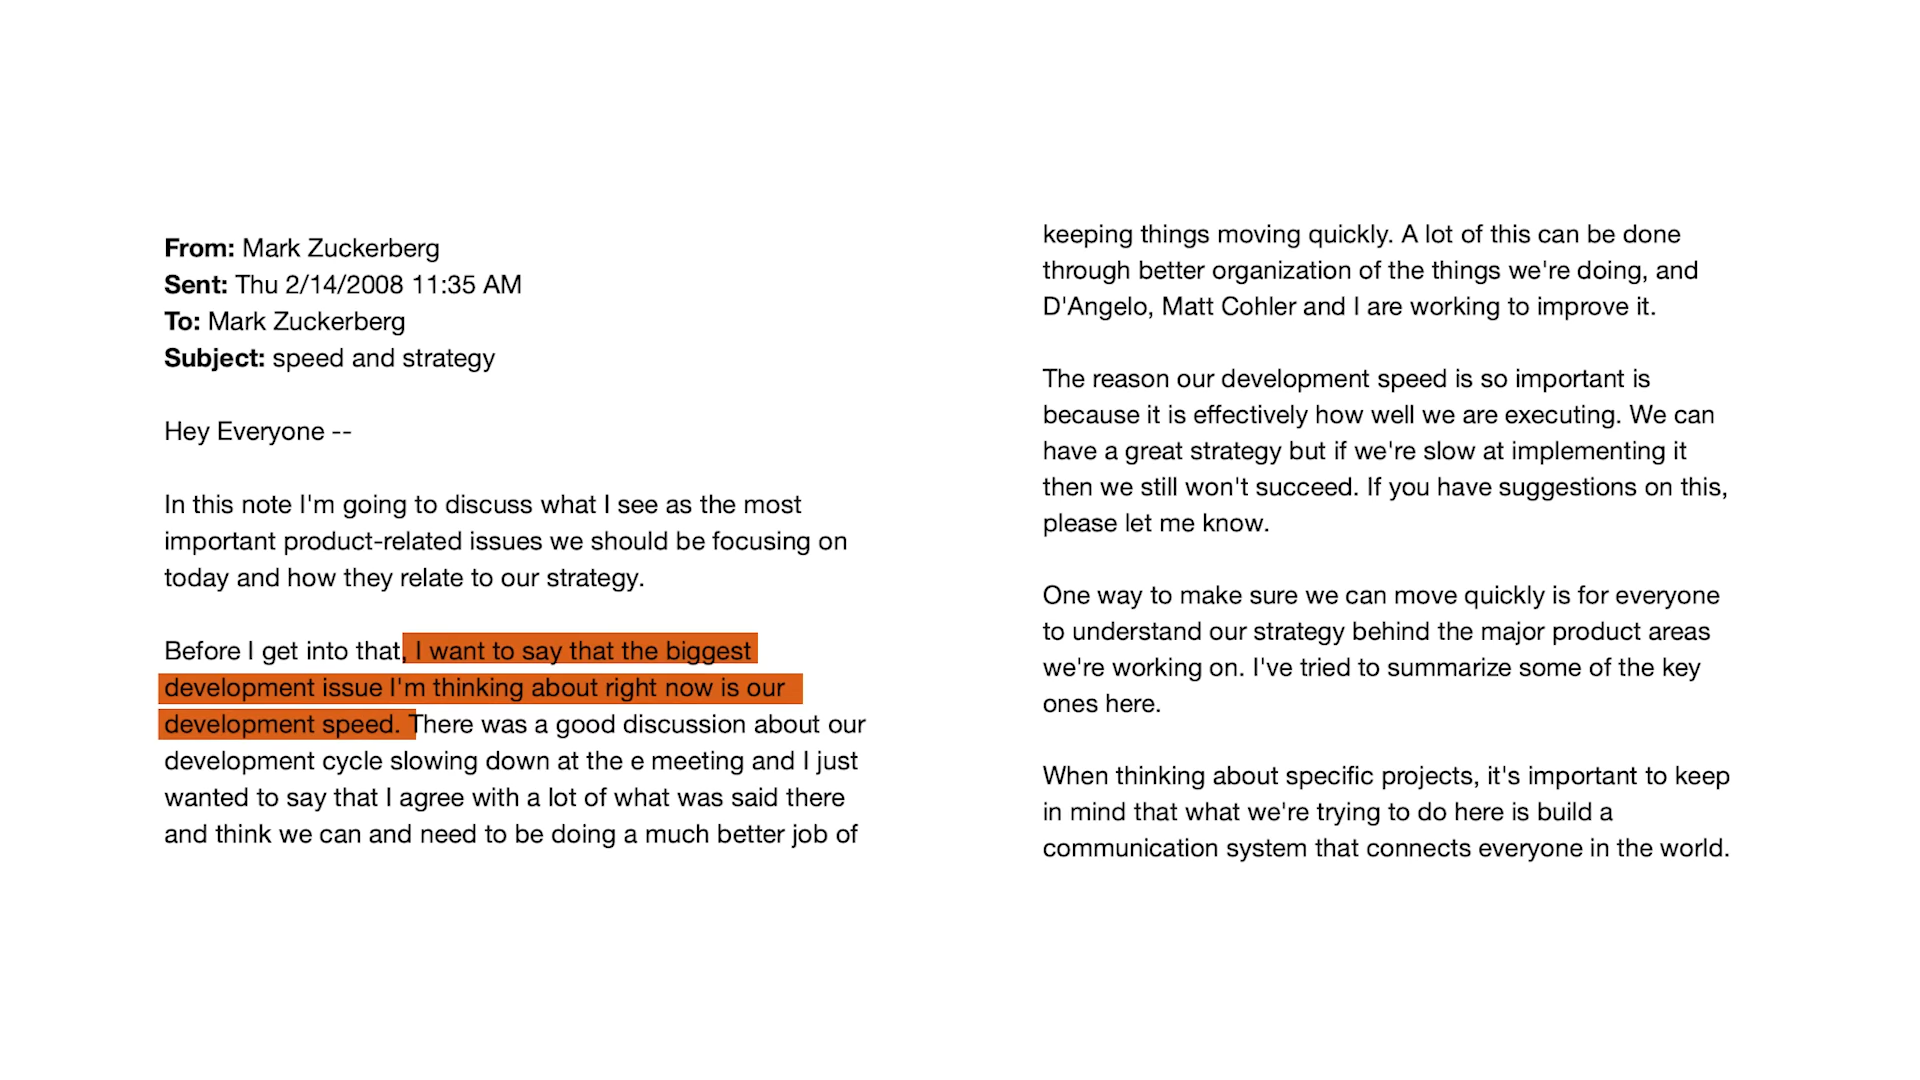 From: Mark Zuckerberg
Sent: Thu 2/14/2008 11:35 AM
To: Mark Zuckerberg
Subject: speed and strategy
Hey Everyone --
In this note I'm going to discuss what I see as the most
important product-related issues we should be focusing on
today and how they relate to our strategy.
Before I get into that, I want to say that the biggest
development issue I'm thinking about right now is our
development speed. There was a good discussion about our
development cycle slowing down at the e meeting and I just
wanted to say that I agree with a lot of what was said there
and think we can and need to be doing a much better job of
keeping things moving quickly. A lot of this can be done
through better organization of the things we're doing, and
D'Angelo, Matt Cohler and I are working to improve it.
The reason our development speed is so important is
because it is effectively how well we are executing. We can
have a great strategy but if we're slow at implementing it
then we still won't succeed. If you have suggestions on this,
please let me know.
One way to make sure we can move quickly is for everyone
to understand our strategy behind the major product areas
we're working on. I've tried to summarize some of the key
ones here.
When thinking about specific projects, it's important to keep
in mind that what we're trying to do here is build a
communication system that connects everyone in the world.